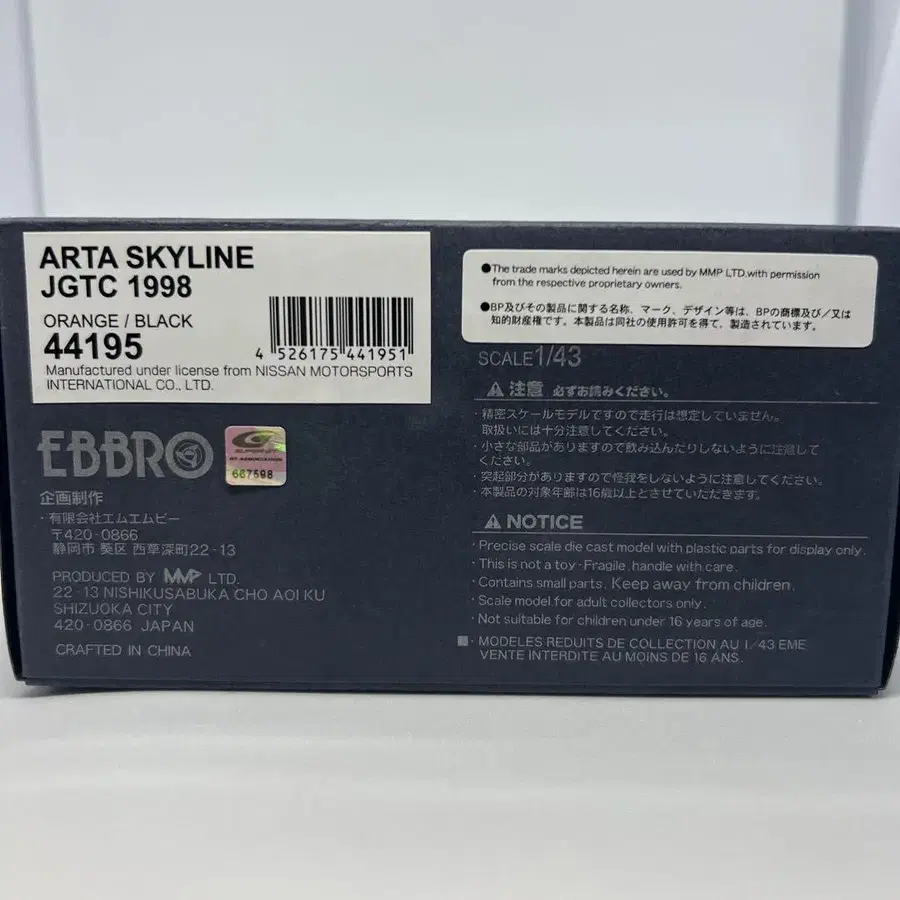 ARTA SKYLINE
JGTC 1998
ORANGE / BLACK
44195
4 526175 441951
Manufactured under license from NISSAN MOTORSPORTS
INTERNATIONAL CO., LTD.
EBBRO
SUPER GT
667598
企画制作
・有限会社エムエムピー
〒420-0866
静岡市 葵区 西草深町22-13
PRODUCED BY MMP LTD.
22-13 NISHIKUSABUKA CHO AOI KU
SHIZUOKA CITY
420-0866 JAPAN
CRAFTED IN CHINA
●The trade marks depicted herein are used by MMP LTD.with permission
from the respective proprietary owners.
●BP及びその製品に関する名称、マーク、デザイン等は、BPの商標及び/又は
知的財産権です。本製品は同社の使用許可を得て、製造されています。
SCALE1/43
注意 必ずお読みください。
・精密スケールモデルですので走行は想定していません。
取扱いには十分注意してください。
・小さな部品がありますので飲み込んだりしないように注意して
ください。
・突起部分がありますので怪我をしないように注意してください。
・本製品の対象年齢は16歳以上とさせていただきます。
NOTICE
・Precise scale die cast model with plastic parts for display only.
・This is not a toy・Fragile, handle with care.
・Contains small parts. Keep away from children.
・Scale model for adult collectors only.
・Not suitable for children under 16 years of age.
・MODELES REDUITS DE COLLECTION AU 1/43 EME
VENTE INTERDITE AU MOINS DE 16 ANS.